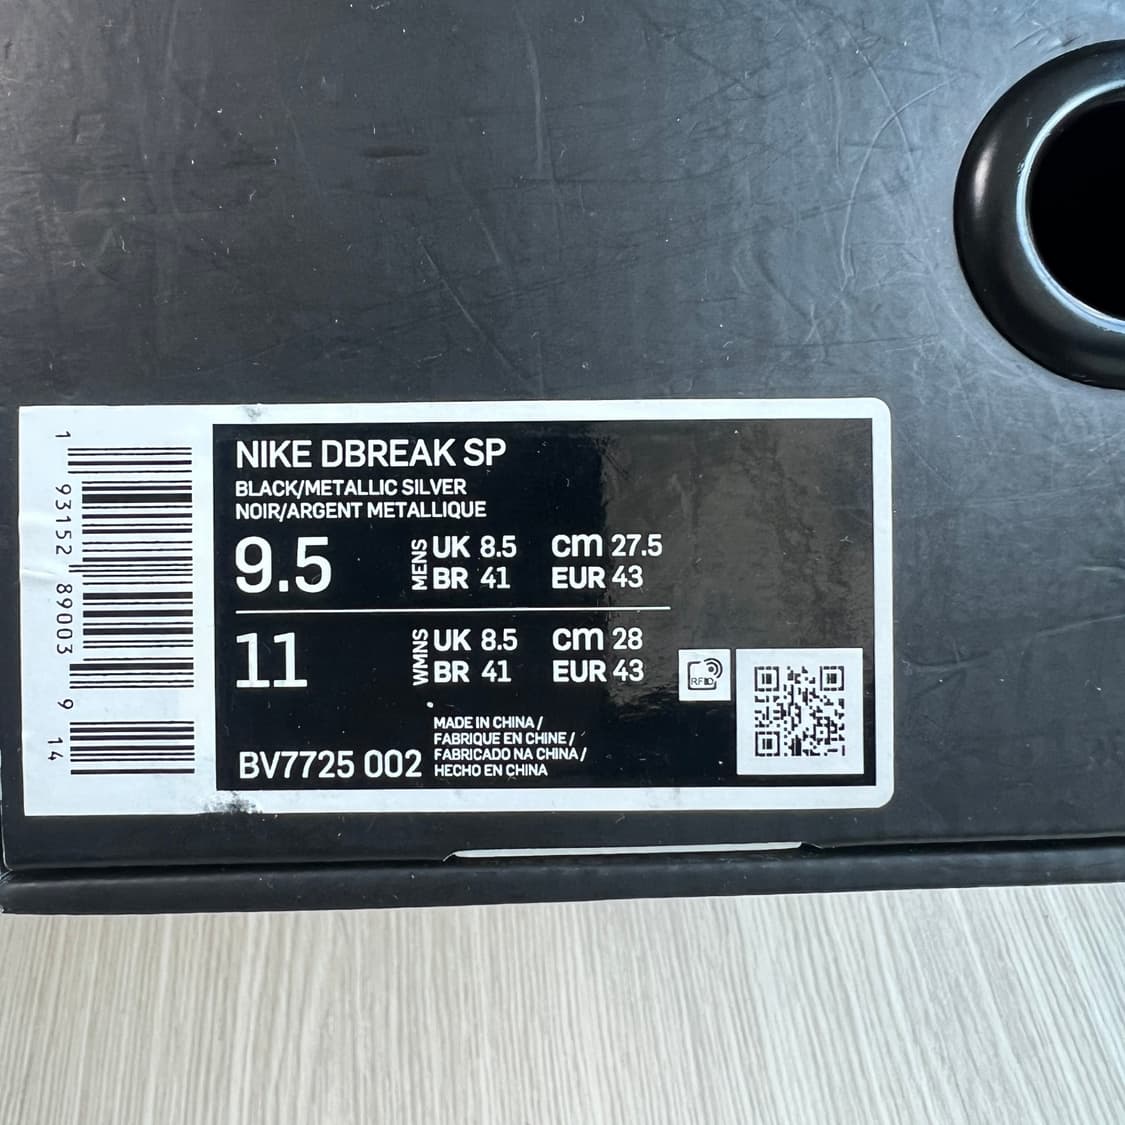 1 93152 89003 9 14
NIKE DBREAK SP
BLACK/METALLIC SILVER
NOIR/ARGENT METALLIQUE
9.5 MENS UK 8.5 cm 27.5
BR 41 EUR 43
11 WMNS UK 8.5 cm 28
BR 41 EUR 43
RFID
MADE IN CHINA /
FABRIQUE EN CHINE /
FABRICADO NA CHINA /
HECHO EN CHINA
BV7725 002